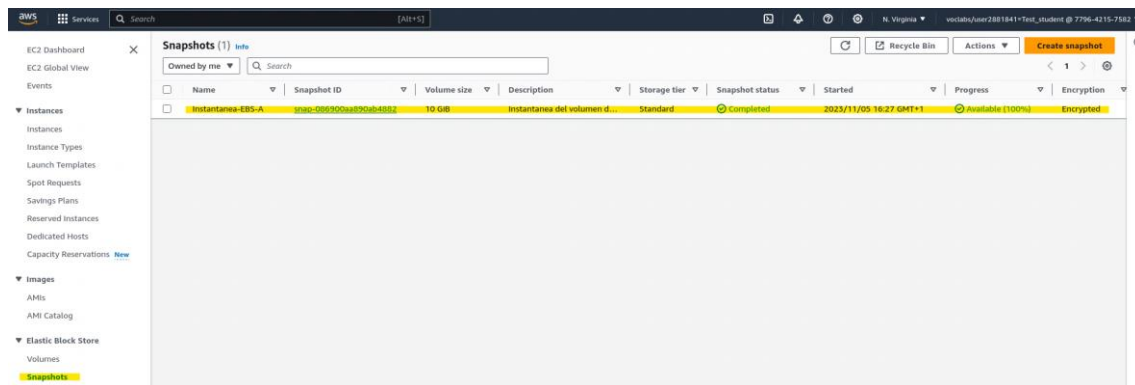 aws Services Search [Alt+S] N. Virginia voclabs/user2881841=Test_student @ 7796-4215-7582
EC2 Dashboard
EC2 Global View
Events
Instances
Instances
Instance Types
Launch Templates
Spot Requests
Savings Plans
Reserved Instances
Dedicated Hosts
Capacity Reservations New
Images
AMIs
AMI Catalog
Elastic Block Store
Volumes
Snapshots
Snapshots (1) Info Recycle Bin Actions Create snapshot
Owned by me Search 1
Name Snapshot ID Volume size Description Storage tier Snapshot status Started Progress Encryption
Instantanea-EBS-A snap-086900aa890ab4882 10 GiB Instantanea del volumen d... Standard Completed 2023/11/05 16:27 GMT+1 Available (100%) Encrypted